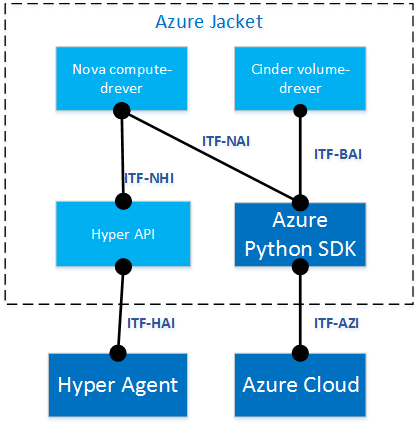 Azure Jacket
Nova compute-
drever
Cinder volume-
drever
ITF-NAI
ITF-BAI
ITF-NHI
Hyper API
Azure
Python SDK
ITF-HAI
ITF-AZI
Hyper Agent
Azure Cloud